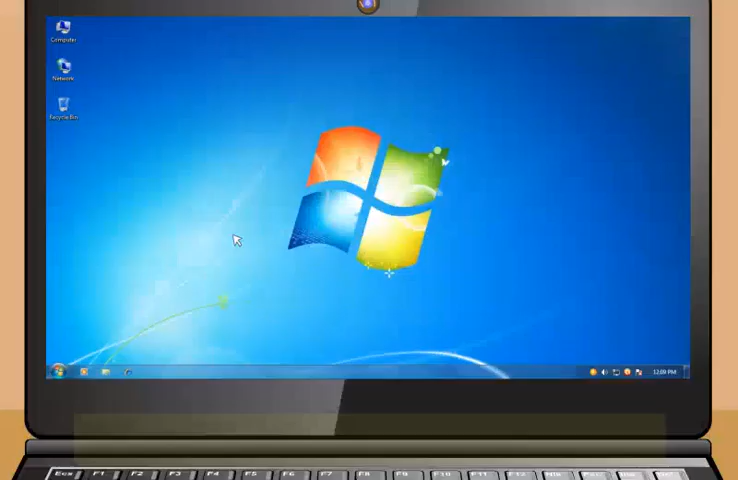 Computer
Network
Recycle Bin
12:09 PM
Esc F1 F2 F3 F4 F5 F6 F7 F8 F9 F10 F11 F12